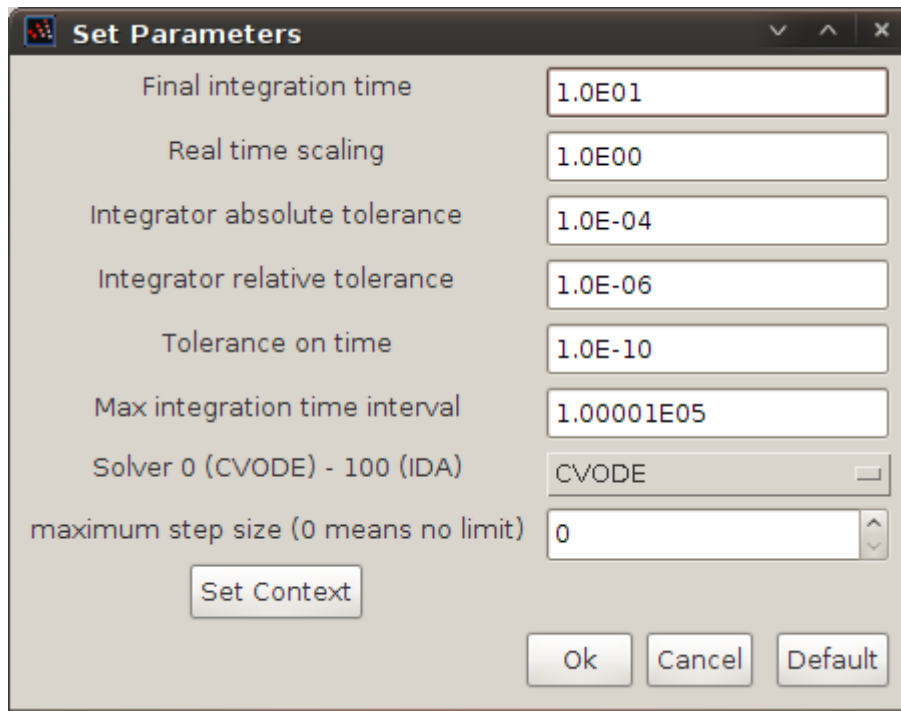 Set Parameters
Final integration time 1.0E01
Real time scaling 1.0E00
Integrator absolute tolerance 1.0E-04
Integrator relative tolerance 1.0E-06
Tolerance on time 1.0E-10
Max integration time interval 1.00001E05
Solver 0 (CVODE) - 100 (IDA) CVODE
maximum step size (0 means no limit) 0
Set Context
Ok Cancel Default